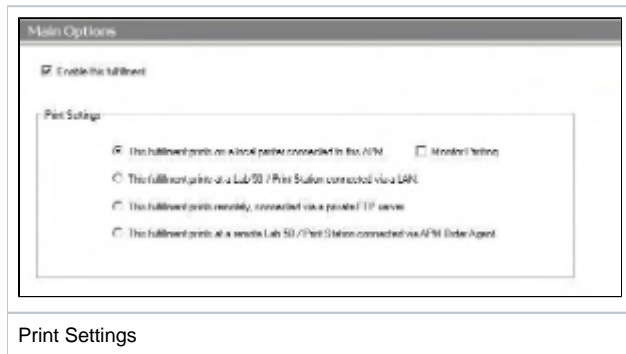 Main Options
Enable this fulfillment
Print Settings
This fulfillment prints on a local printer connected to this APM. Monitor Printing
This fulfillment prints at a Lab 50 / Print Station connected via a LAN.
This fulfillment prints remotely, connected via a private FTP server.
This fulfillment prints at a remote Lab 50 / Print Station connected via APM Order Agent.
Print Settings